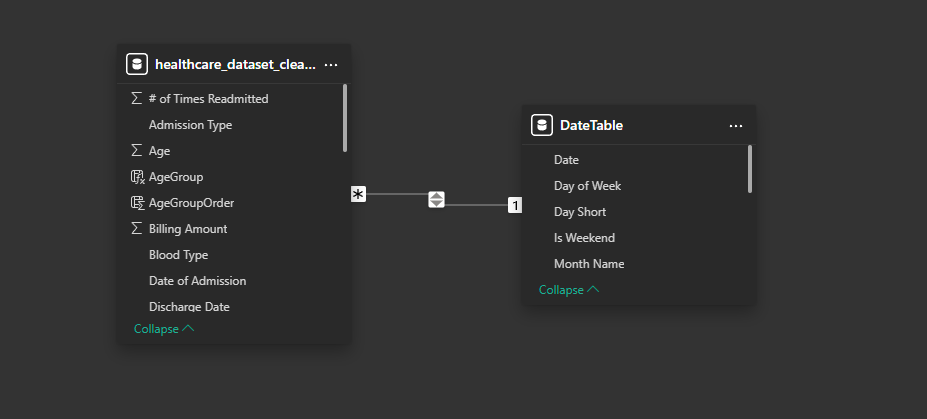 healthcare_dataset_clea...
# of Times Readmitted
Admission Type
Age
AgeGroup
AgeGroupOrder
Billing Amount
Blood Type
Date of Admission
Discharge Date
Collapse
*
1
DateTable
Date
Day of Week
Day Short
Is Weekend
Month Name
Collapse